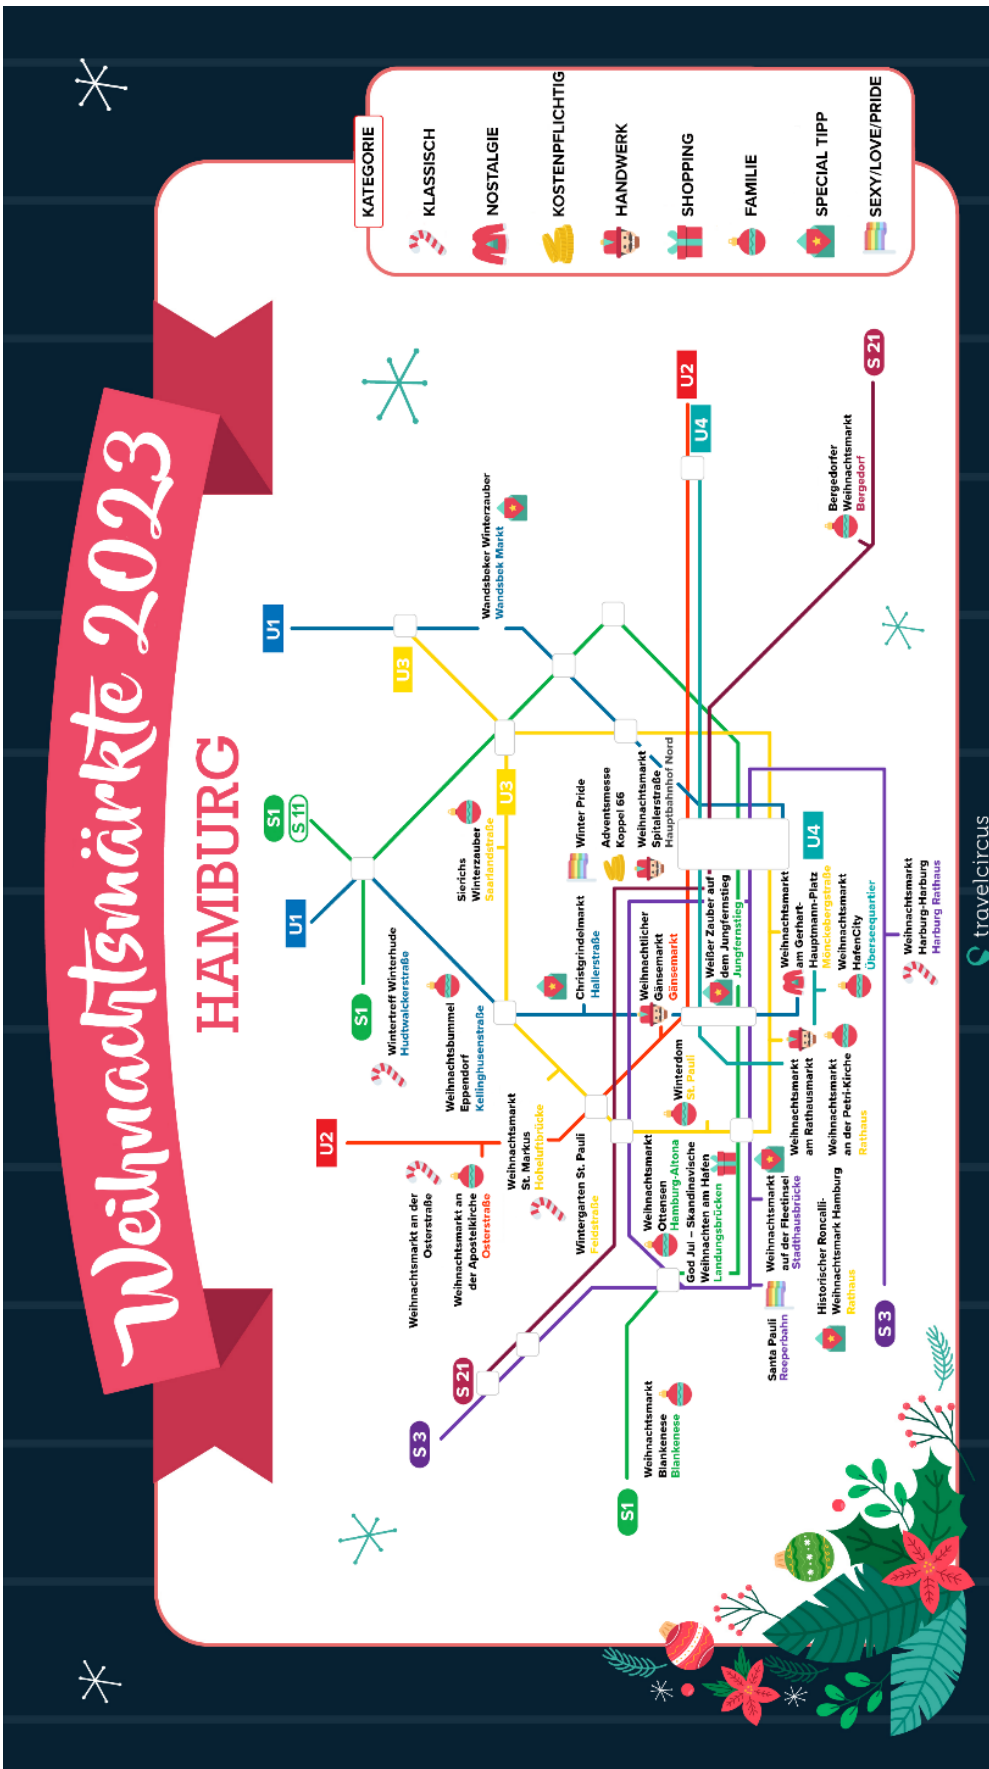 Weihnachtsmärkte 2023
HAMBURG
KATEGORIE
KLASSISCH
NOSTALGIE
KOSTENPFLICHTIG
HANDWERK
SHOPPING
FAMILIE
SPECIAL TIPP
SEXY/LOVE/PRIDE
U1
U3
Wandsbeker Winterzauber
Wandsbek Markt
U2
U4
S 21
Bergedorfer
Weihnachtsmarkt
Bergedorf
S1
S 11
U1
S1
Wintertreff Winterhude
Hudtwalckerstraße
Sierichs
Winterzauber
Saarlandstraße
U3
Weihnachtsbummel
Eppendorf
Kellinghusenstraße
Winter Pride
Adventsmesse
Koppel 66
Weihnachtsmarkt
Spitalerstraße
Hauptbahnhof Nord
Christgrindelmarkt
Hallerstraße
Weihnachtlicher
Gänsemarkt
Gänsemarkt
Weißer Zauber auf
dem Jungfernstieg
Jungfernstieg
U4
Weihnachtsmarkt
am Gerhart-
Hauptmann-Platz
Mönckebergstraße
Weihnachtsmarkt
HafenCity
Überseequartier
Weihnachtsmarkt
Harburg-Harburg
Harburg Rathaus
U2
Weihnachtsmarkt an der
Osterstraße
Weihnachtsmarkt an
der Apostelkirche
Osterstraße
Weihnachtsmarkt
St. Markus
Hoheluftbrücke
Wintergarten St. Pauli
Feldstraße
Winterdom
St. Pauli
Weihnachtsmarkt
Ottensen
Hamburg-Altona
God Jul – Skandinavische
Weihnachten am Hafen
Landungsbrücken
Weihnachtsmarkt
am Rathausmarkt
Weihnachtsmarkt
an der Petri-Kirche
Rathaus
Weihnachtsmarkt
auf der Fleetinsel
Stadthausbrücke
Historischer Roncalli-
Weihnachtsmark Hamburg
Rathaus
Santa Pauli
Reeperbahn
S 3
S 21
S 3
Weihnachtsmarkt
Blankenese
Blankenese
S1
travelcircus